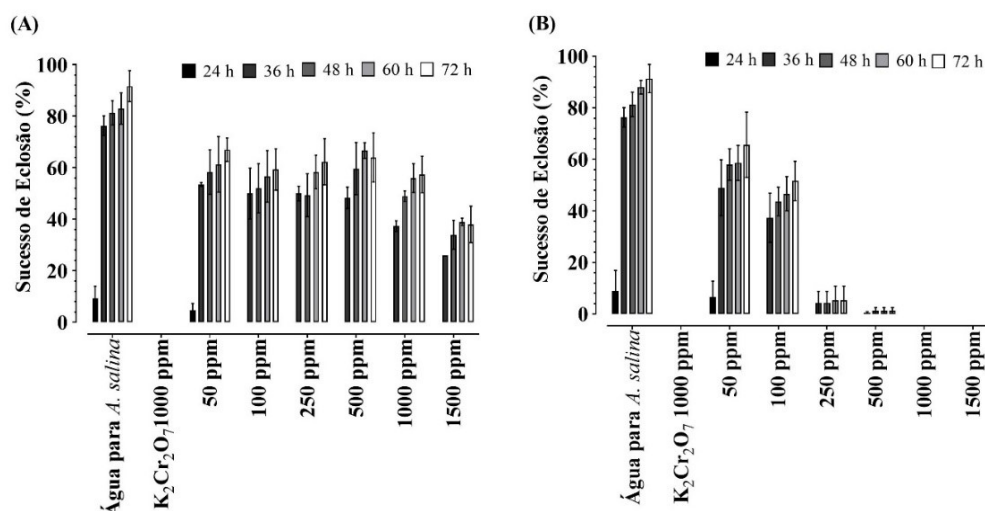 (A)
Sucesso de Eclosão (%)
100
80
60
40
20
0
24 h 36 h 48 h 60 h 72 h
Água para A. salina
K₂Cr₂O₇1000 ppm
50 ppm
100 ppm
250 ppm
500 ppm
1000 ppm
1500 ppm
(B)
Sucesso de Eclosão (%)
100
80
60
40
20
0
24 h 36 h 48 h 60 h 72 h
Água para A. salina
K₂Cr₂O₇ 1000 ppm
50 ppm
100 ppm
250 ppm
500 ppm
1000 ppm
1500 ppm